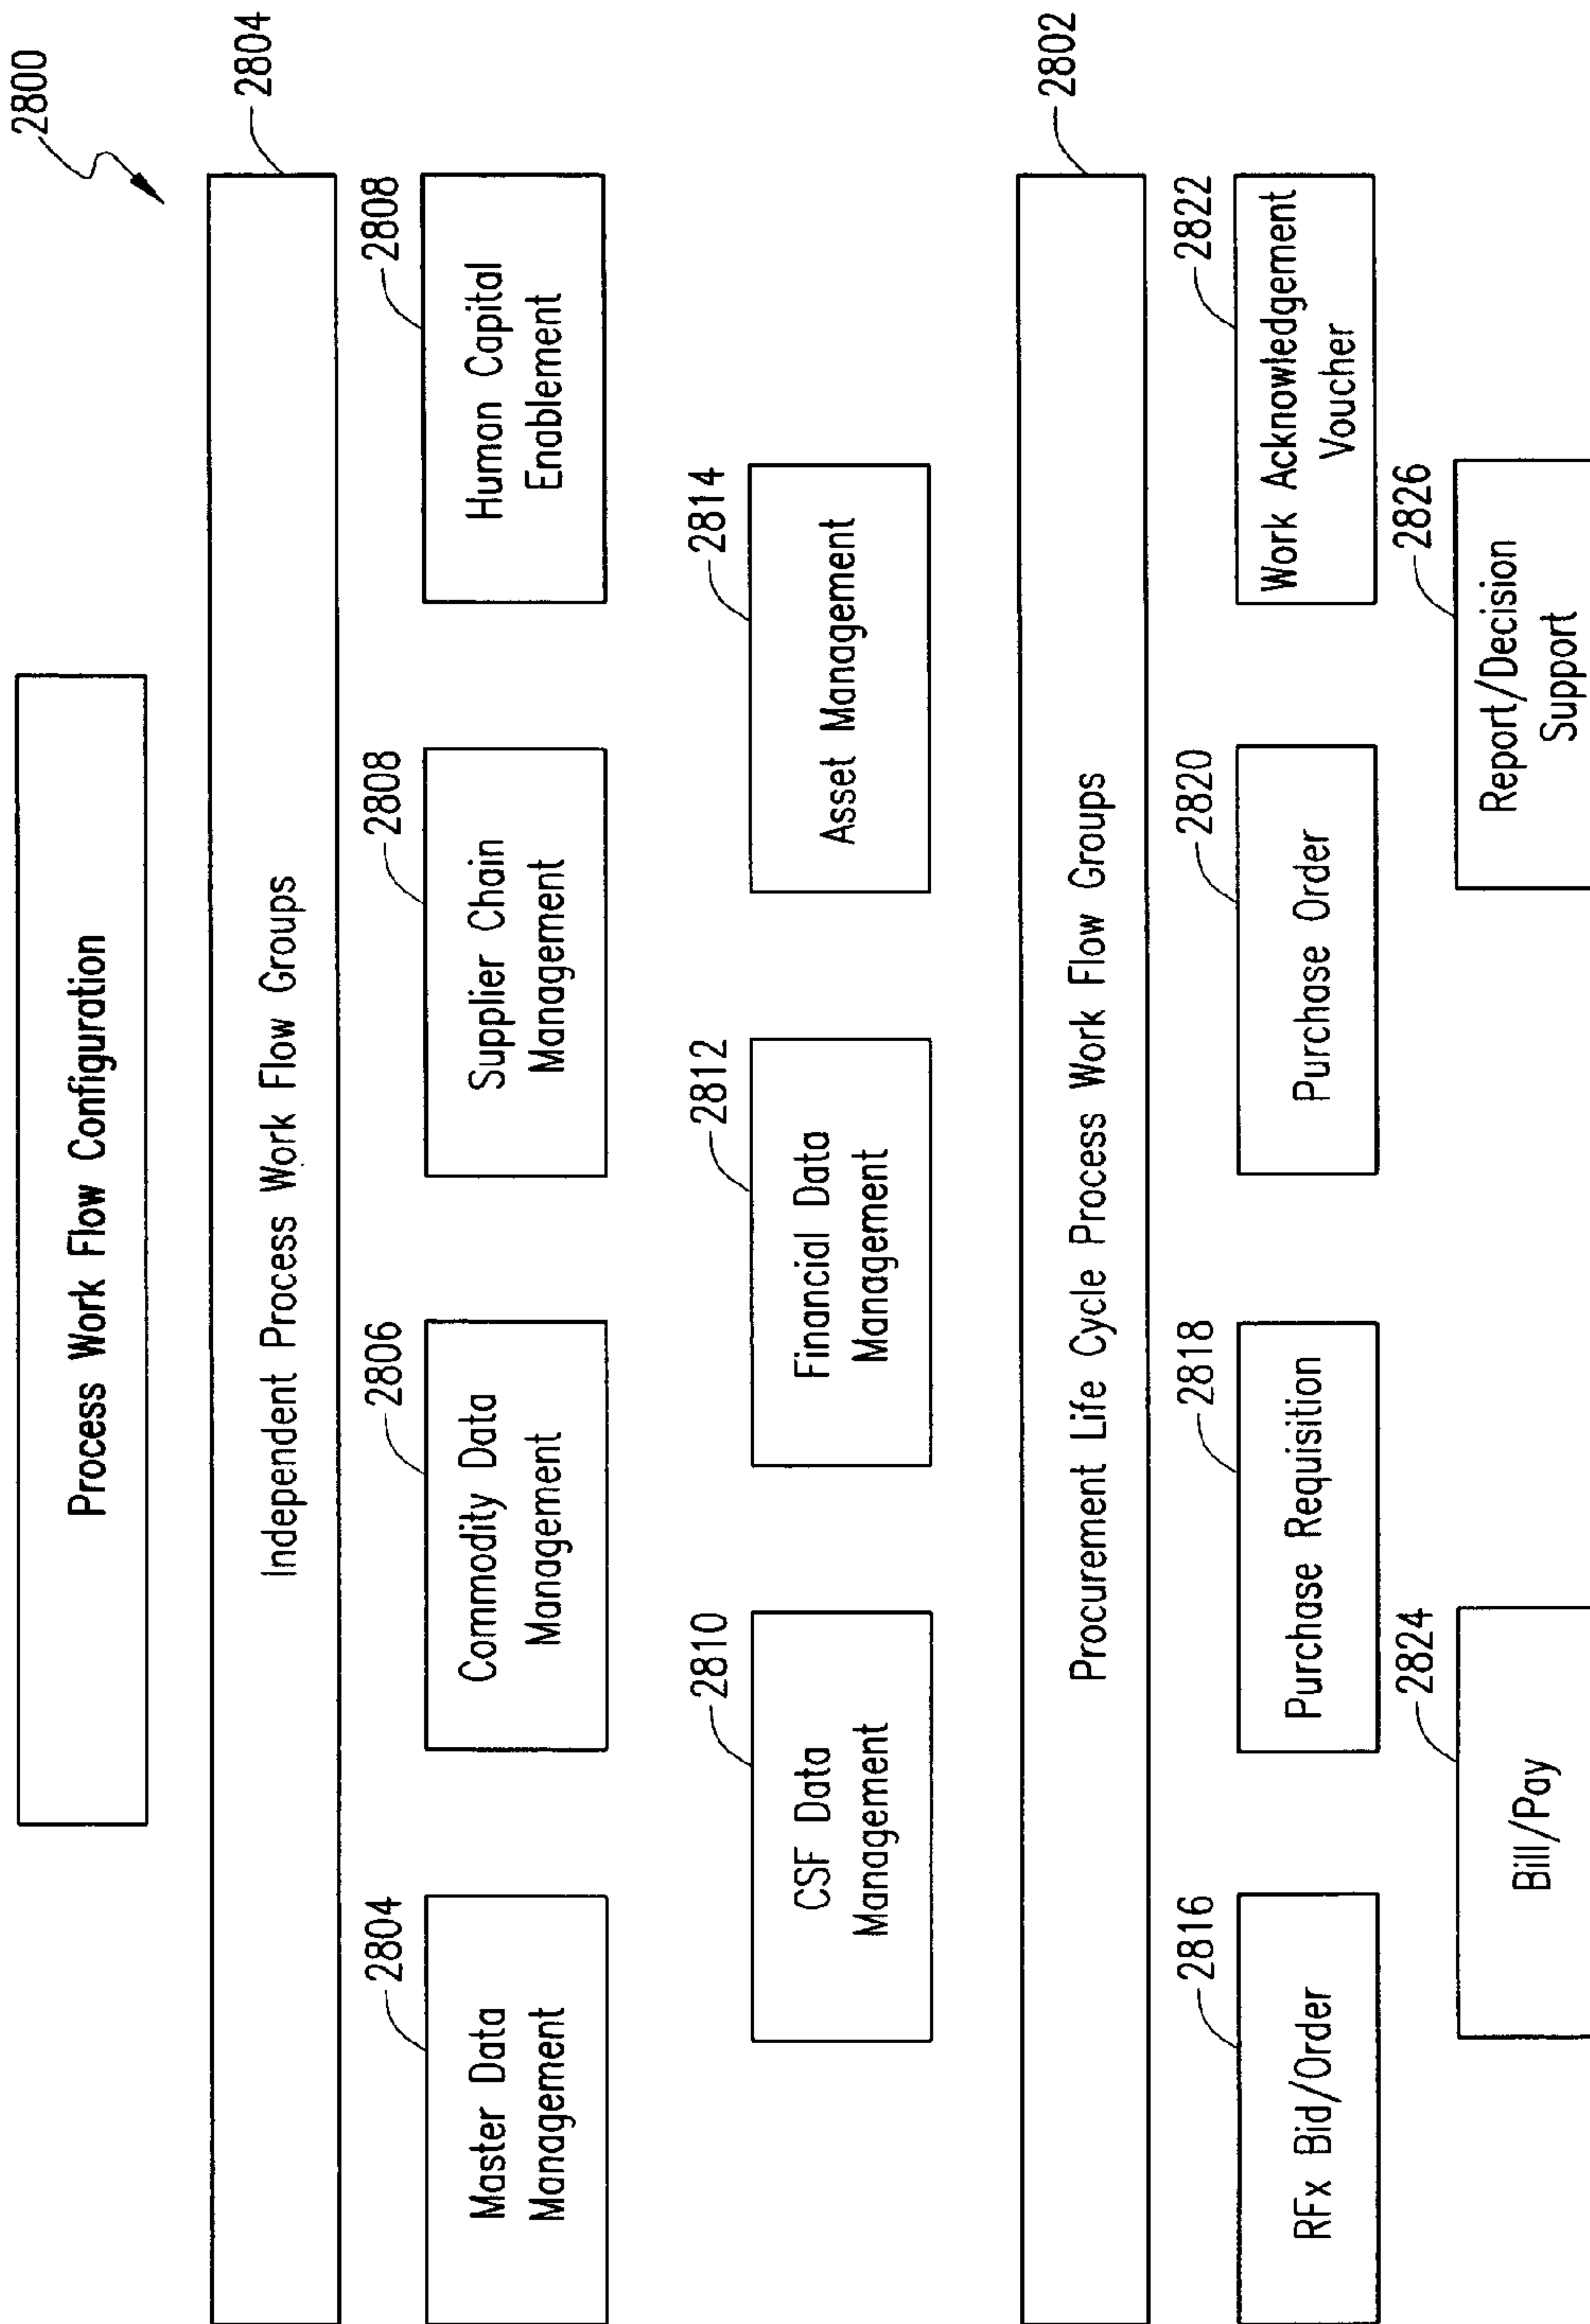 2800
Process Work Flow Configuration
2804
Independent Process Work Flow Groups
2804
2806
2808
2808
Master Data
Management
Commodity Data
Management
Supplier Chain
Management
Human Capital
Enablement
2810
2812
2814
CSF Data
Management
Financial Data
Management
Asset Management
2802
Procurement Life Cycle Process Work Flow Groups
2816
2818
2820
2822
RFx Bid/Order
Purchase Requisition
Purchase Order
Work Acknowledgement
Voucher
2824
2826
Bill/Pay
Report/Decision
Support